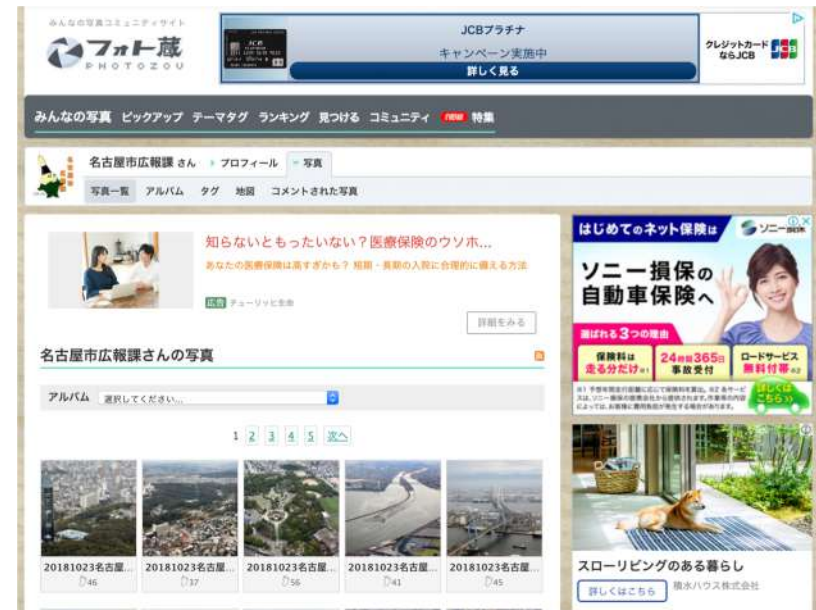 みんなの写真コミュニティサイト
フォト蔵
PHOTOZOU
JCBプラチナ
キャンペーン実施中
詳しく見る
クレジットカード
ならJCB
JCB
みんなの写真 ピックアップ テーマタグ ランキング 見つける コミュニティ new 特集
名古屋市広報課 さん プロフィール 写真
写真一覧 アルバム タグ 地図 コメントされた写真
知らないともったいない?医療保険のウソホ...
あなたの医療保険は高すぎかも? 短期・長期の入院に合理的に備える方法
広告 チューリッヒ生命
詳細をみる
名古屋市広報課さんの写真
アルバム 選択してください...
1 2 3 4 5 次へ
20181023名古屋...
46
20181023名古屋...
37
20181023名古屋...
56
20181023名古屋...
41
20181023名古屋...
45
はじめてのネット保険は
ソニー損保
ソニー損保の
自動車保険へ
選ばれる3つの理由
保険料は
走る分だけ※1
24時間365日
事故受付
ロードサービス
無料付帯※2
詳しくは
こちら
スローリビングのある暮らし
詳しくはこちら 積水ハウス株式会社